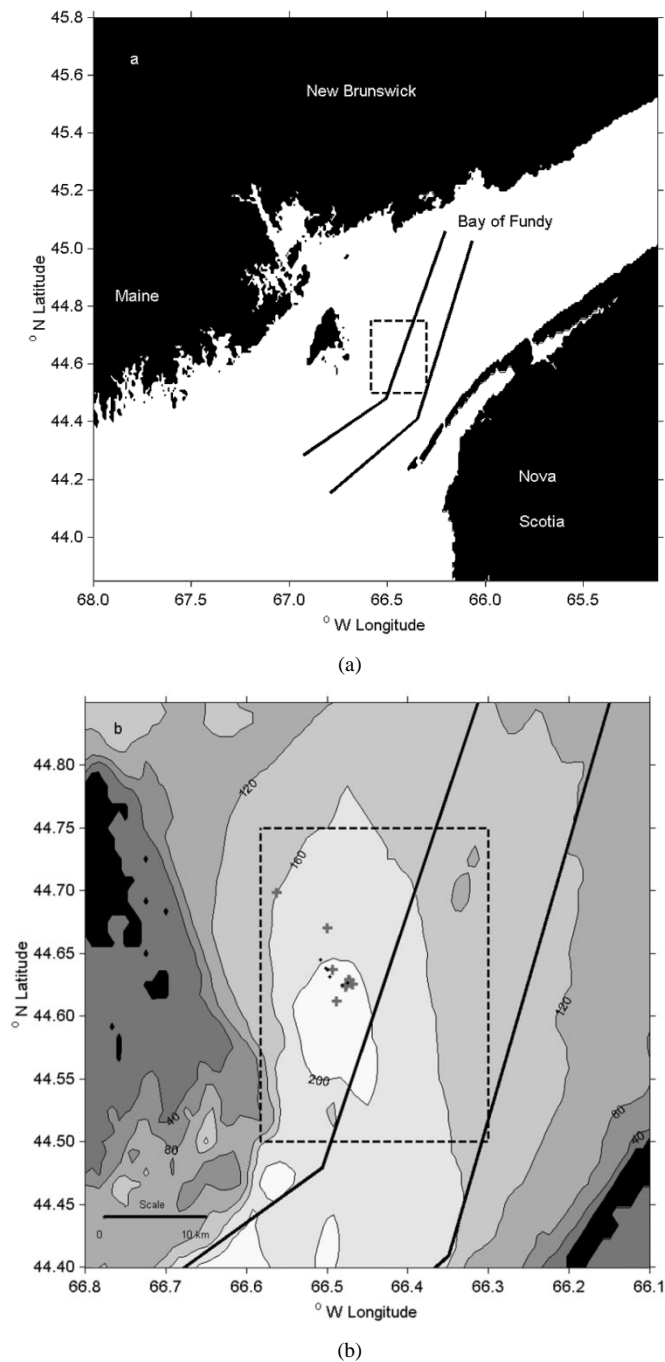 45.8
a
45.6
New Brunswick
45.4
45.2
Bay of Fundy
45.0
Maine
44.8
° N Latitude
44.6
44.4
Nova
44.2
Scotia
44.0
68.0 67.5 67.0 66.5 66.0 65.5
° W Longitude
(a)
b
44.80
120
44.75
160
44.70
44.65
° N Latitude
44.60
120
200
44.55
44.50
40
80
80
40
44.45
Scale
0 10 km
44.40
66.8 66.7 66.6 66.5 66.4 66.3 66.2 66.1
° W Longitude
(b)